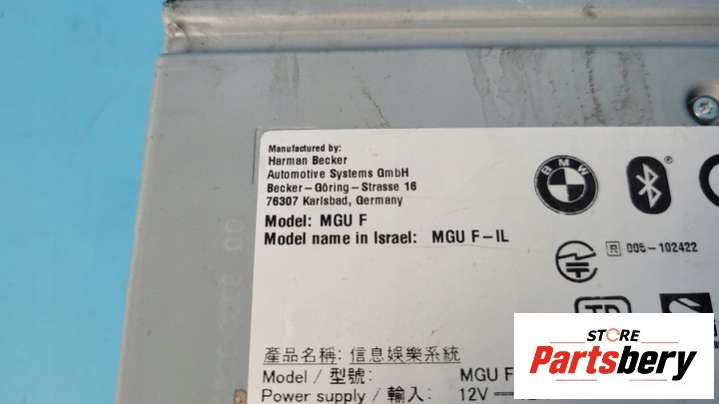 Manufactured by:
Harman Becker
Automotive Systems GmbH
Becker-Göring-Strasse 16
76307 Karlsbad, Germany
Model: MGU F
Model name in Israel: MGU F-IL
BMW
R 005-102422
產品名稱: 信息娛樂系統
Model / 型號: MGU F
Power supply / 輸入: 12V
STORE
Partsbery